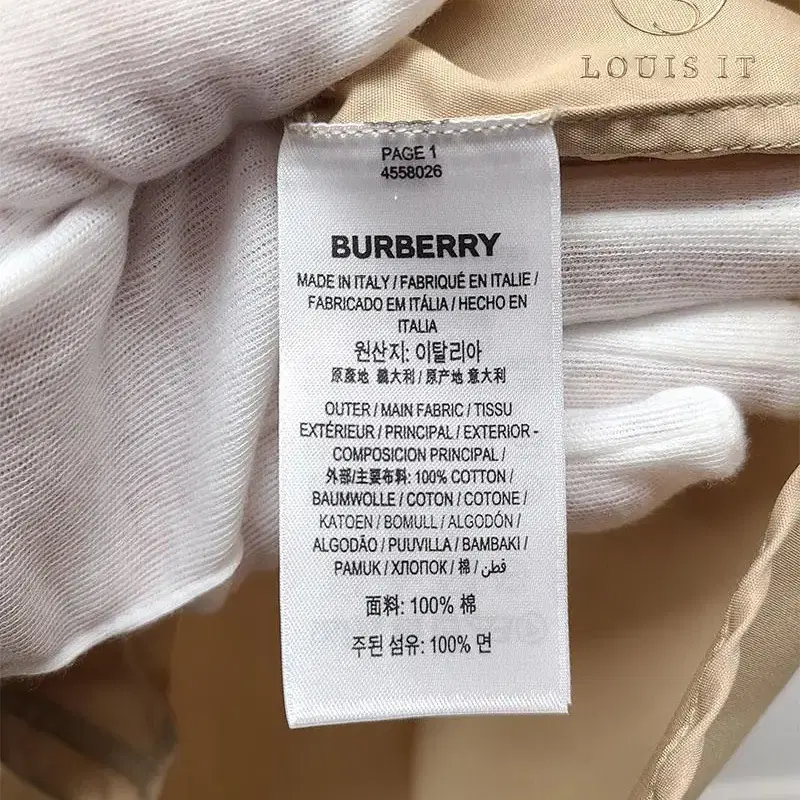 LOUIS IT
PAGE 1
4558026
BURBERRY
MADE IN ITALY / FABRIQUÉ EN ITALIE /
FABRICADO EM ITÁLIA / HECHO EN
ITALIA
원산지: 이탈리아
原產地 義大利 / 原产地 意大利
OUTER / MAIN FABRIC / TISSU
EXTÉRIEUR / PRINCIPAL / EXTERIOR -
COMPOSICION PRINCIPAL /
外部/主要布料: 100% COTTON /
BAUMWOLLE / COTON / COTONE /
KATOEN / BOMULL / ALGODÓN /
ALGODÃO / PUUVILLA / BAMBAKI /
PAMUK / ХЛОПОК / 棉 / قطن
面料: 100% 棉
주된 섬유: 100% 면